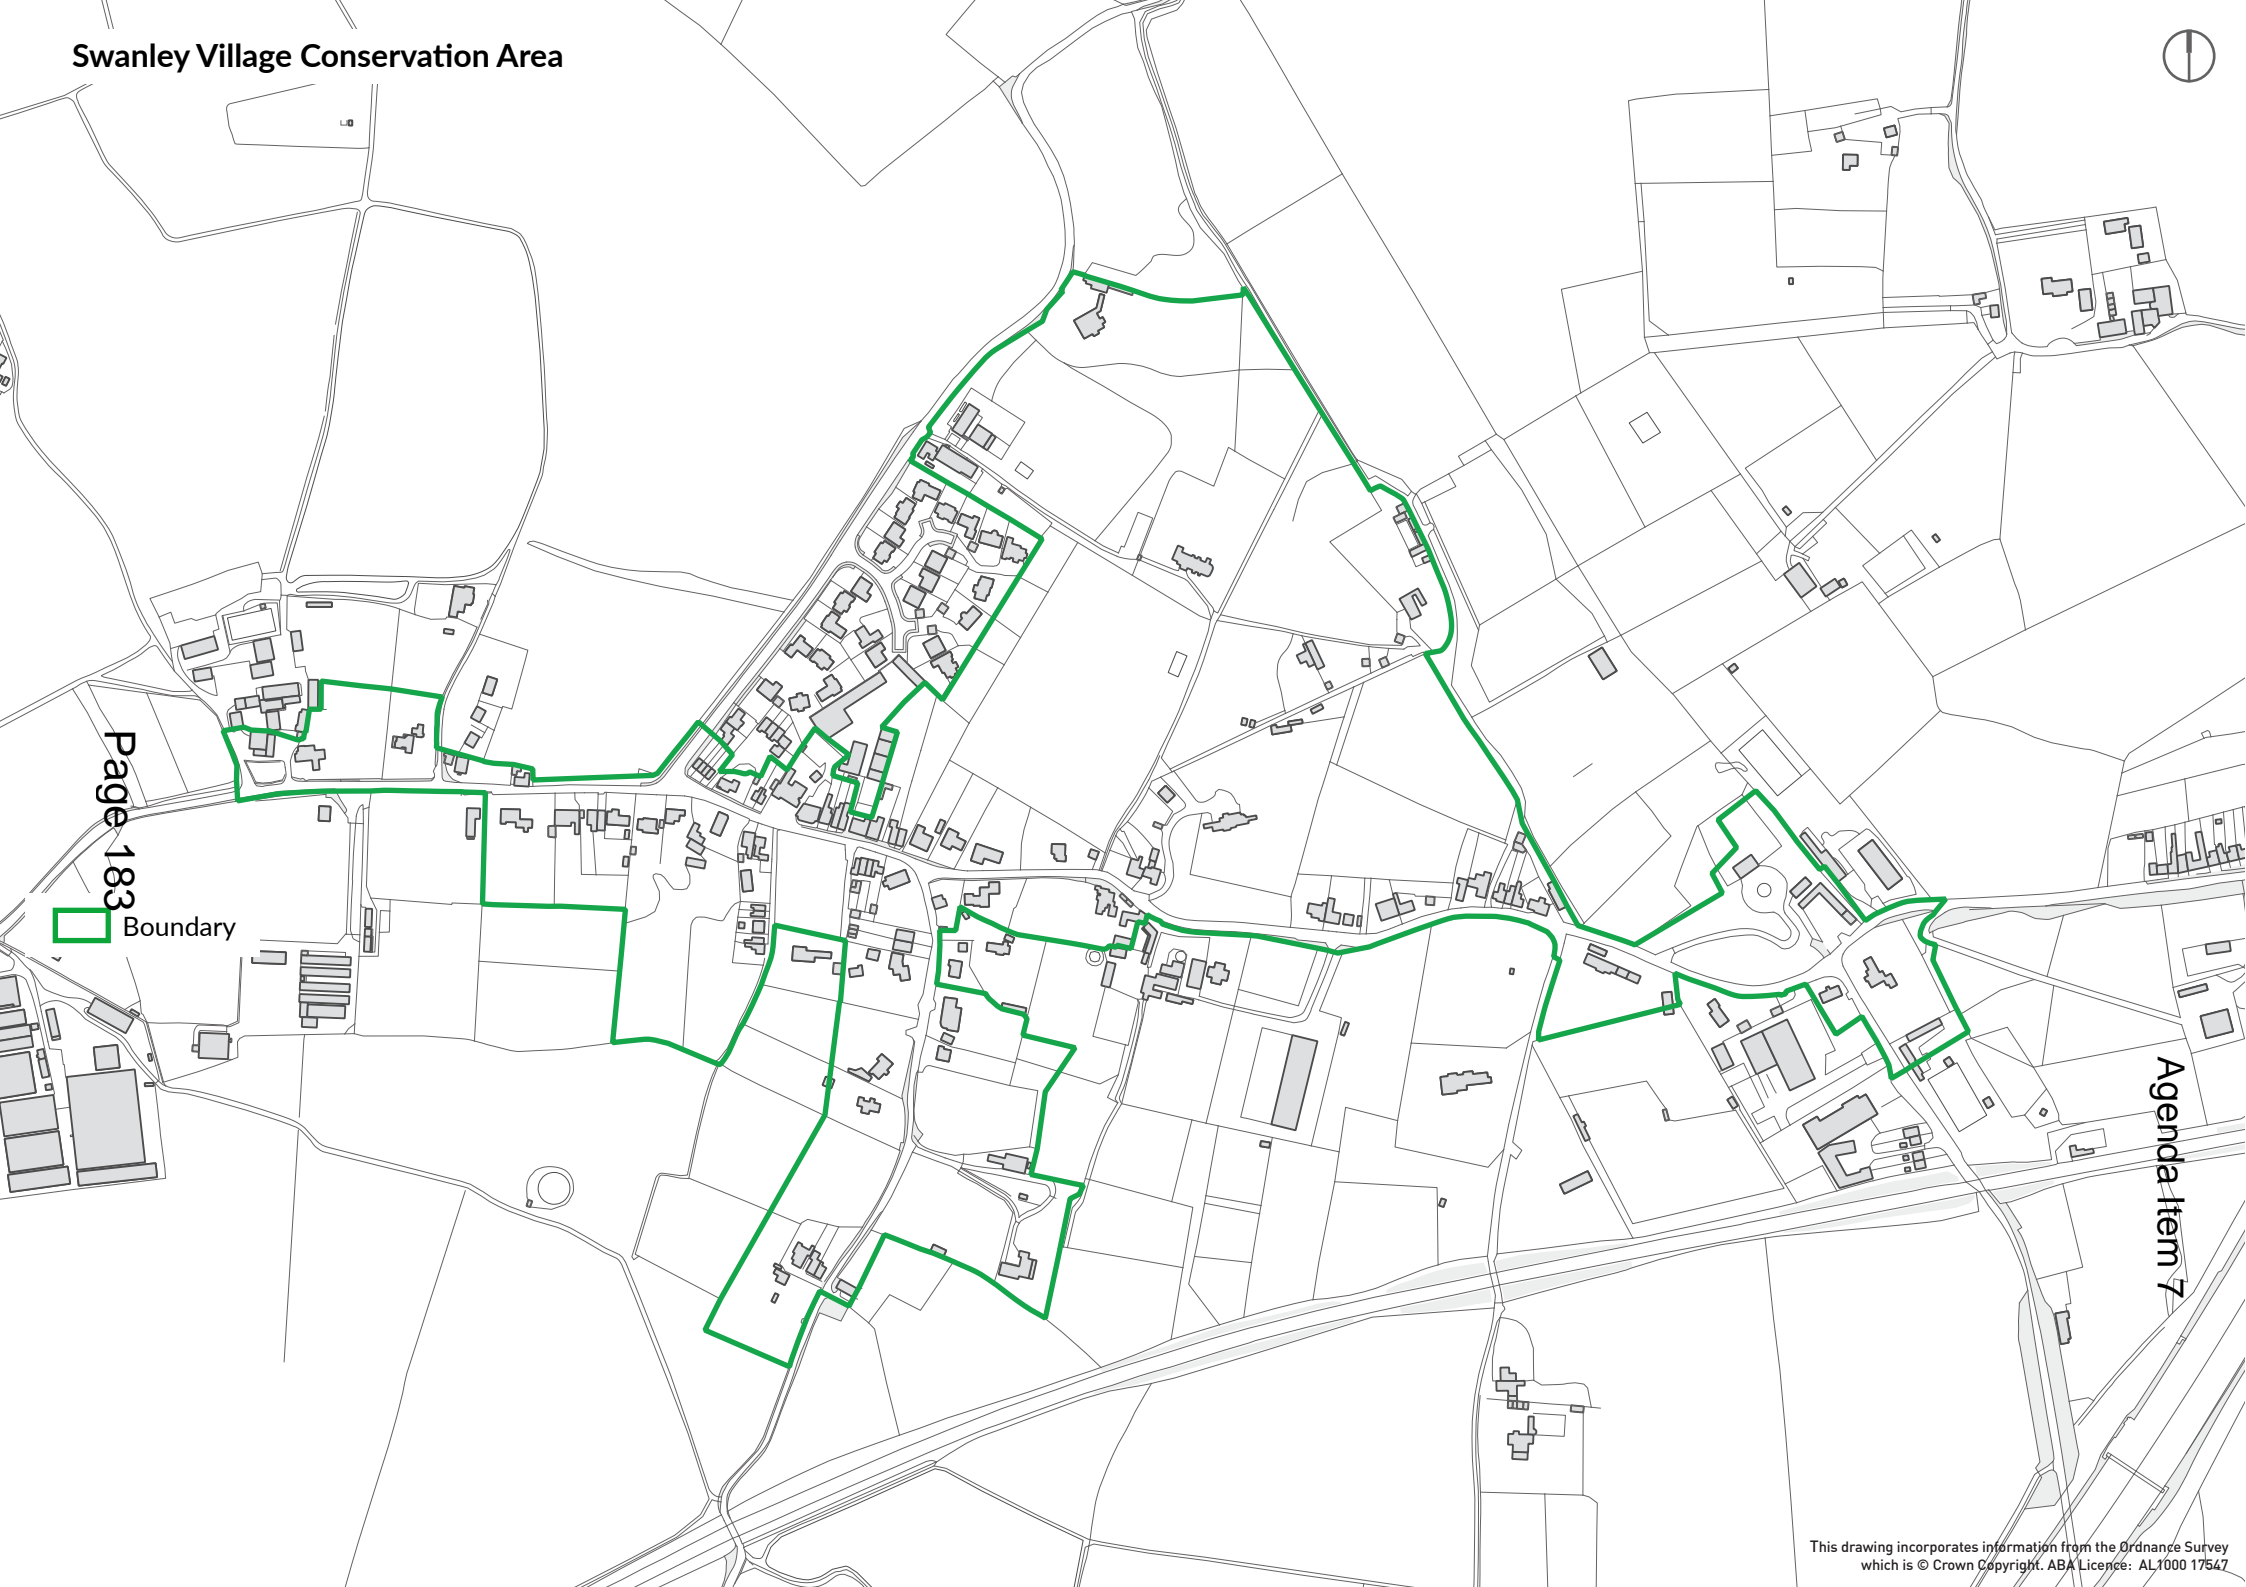 Swanley Village Conservation Area
Page 183
Boundary
Agenda Item 7
This drawing incorporates information from the Ordnance Survey
which is © Crown Copyright. ABA Licence: AL1000 17547